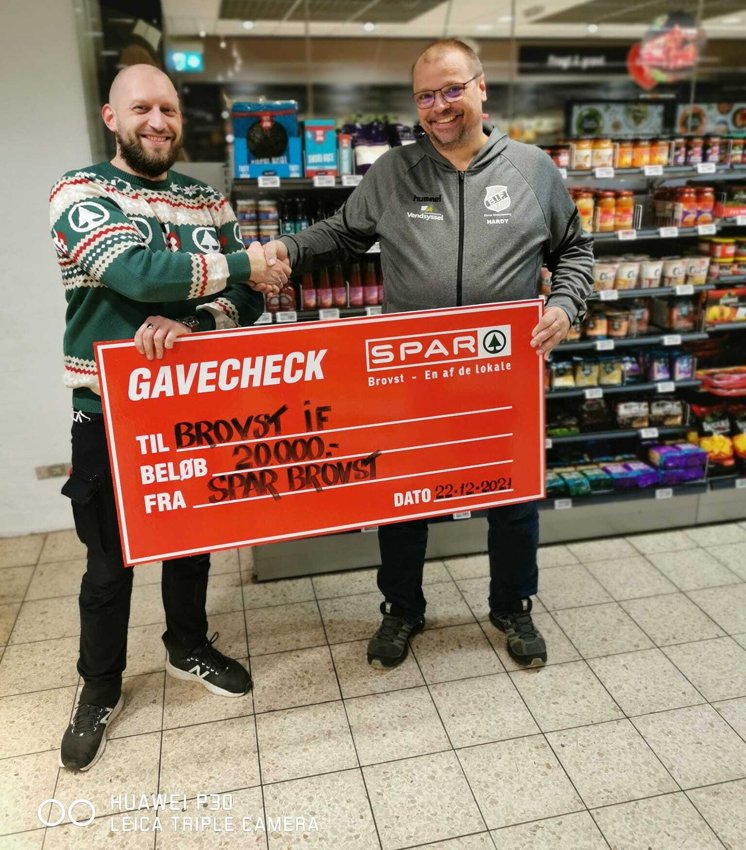 hummel
Vendsyssel
B.I.F.
HARDY
GAVECHECK
SPAR
Brovst - En af de lokale
TIL BROVST IF
BELØB 20.000.-
FRA SPAR BROVST
DATO 22-12-2021
HUAWEI P30
LEICA TRIPLE CAMERA